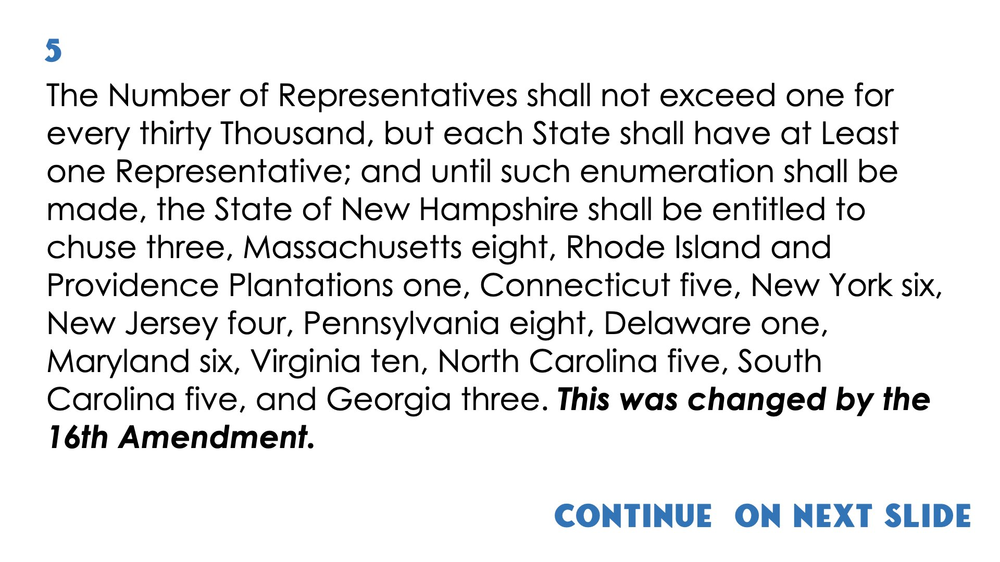 5
The Number of Representatives shall not exceed one for
every thirty Thousand, but each State shall have at Least
one Representative; and until such enumeration shall be
made, the State of New Hampshire shall be entitled to
chuse three, Massachusetts eight, Rhode Island and
Providence Plantations one, Connecticut five, New York six,
New Jersey four, Pennsylvania eight, Delaware one,
Maryland six, Virginia ten, North Carolina five, South
Carolina five, and Georgia three. This was changed by the
16th Amendment.
CONTINUE ON NEXT SLIDE